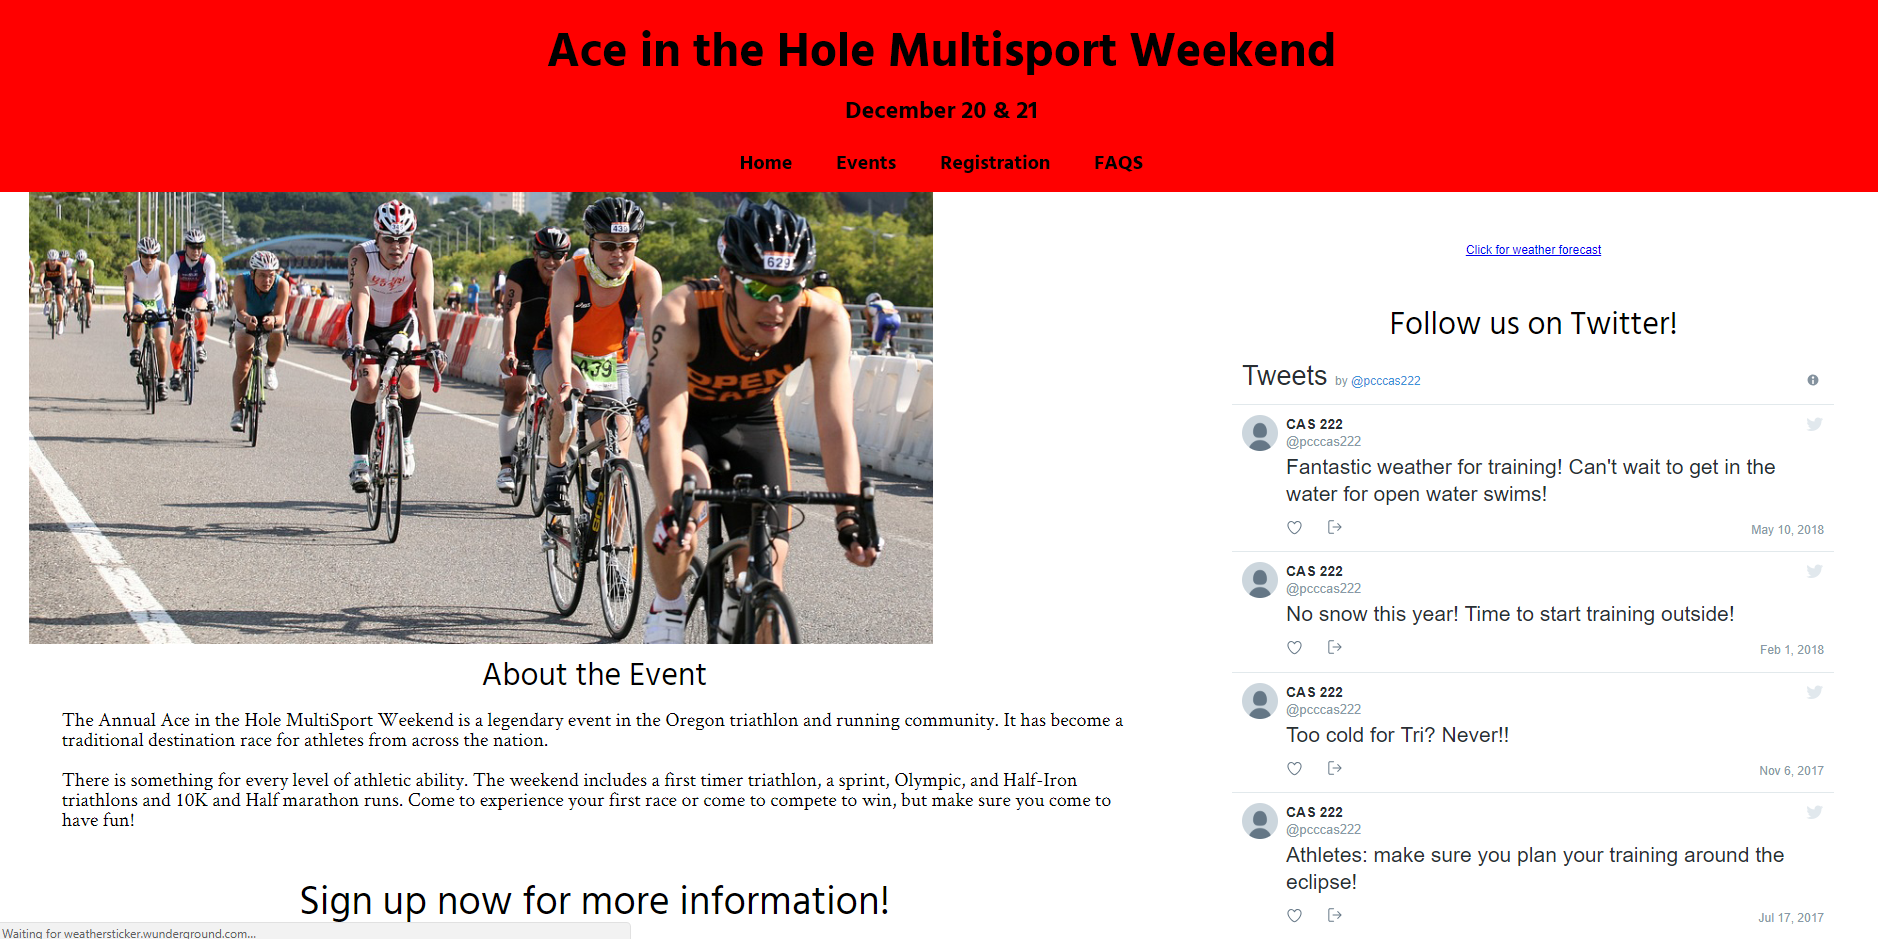 Ace in the Hole Multisport Weekend
December 20 & 21
Home Events Registration FAQS
439
629
A39
OPEN
CARE
Click for weather forecast
Follow us on Twitter!
Tweets by @pcccas222
CAS 222
@pcccas222
Fantastic weather for training! Can't wait to get in the
water for open water swims!
May 10, 2018
CAS 222
@pcccas222
No snow this year! Time to start training outside!
Feb 1, 2018
CAS 222
@pcccas222
Too cold for Tri? Never!!
Nov 6, 2017
CAS 222
@pcccas222
Athletes: make sure you plan your training around the
eclipse!
Jul 17, 2017
About the Event
The Annual Ace in the Hole MultiSport Weekend is a legendary event in the Oregon triathlon and running community. It has become a
traditional destination race for athletes from across the nation.
There is something for every level of athletic ability. The weekend includes a first timer triathlon, a sprint, Olympic, and Half-Iron
triathlons and 10K and Half marathon runs. Come to experience your first race or come to compete to win, but make sure you come to
have fun!
Sign up now for more information!
Waiting for weathersticker.wunderground.com...